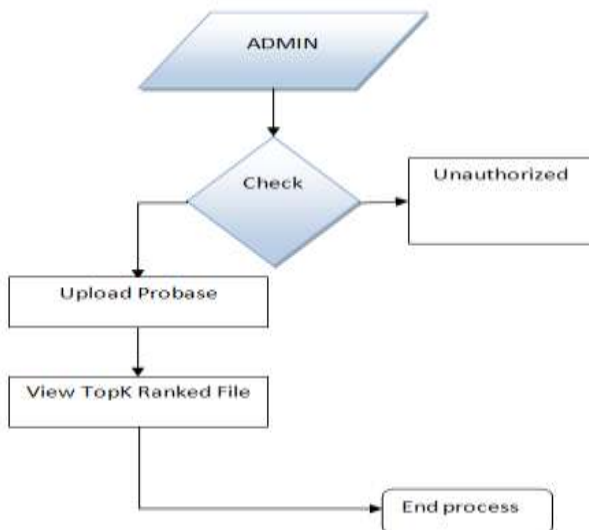 ADMIN
Check
Unauthorized
Upload Probase
View TopK Ranked File
End process